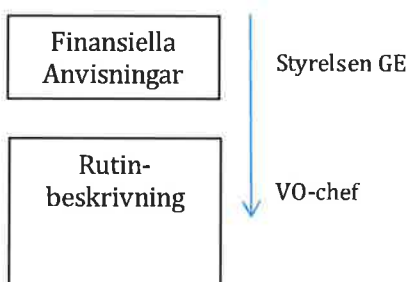 Finansiella
Anvisningar
Styrelsen GE
Rutin-
beskrivning
VO-chef